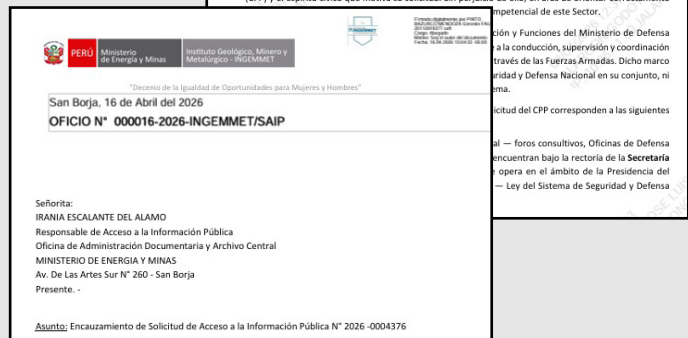 PERÚ
Ministerio
de Energía y Minas
Instituto Geológico, Minero y
Metalúrgico - INGEMMET
"Decenio de la Igualdad de Oportunidades para Mujeres y Hombres"
San Borja, 16 de Abril del 2026
OFICIO N° 000016-2026-INGEMMET/SAIP
Señorita:
IRANIA ESCALANTE DEL ALAMO
Responsable de Acceso a la Información Pública
Oficina de Administración Documentaria y Archivo Central
MINISTERIO DE ENERGIA Y MINAS
Av. De Las Artes Sur N° 260 - San Borja
Presente. -
Asunto: Encauzamiento de Solicitud de Acceso a la Información Pública N° 2026 -0004376
mpetencial de este Sector.
ción y Funciones del Ministerio de Defensa
a la conducción, supervisión y coordinación
través de las Fuerzas Armadas. Dicho marco
uridad y Defensa Nacional en su conjunto, ni
ema.
icitud del CPP corresponden a las siguientes
al — foros consultivos, Oficinas de Defensa
encuentran bajo la rectoría de la Secretaría
opera en el ámbito de la Presidencia del
— Ley del Sistema de Seguridad y Defensa